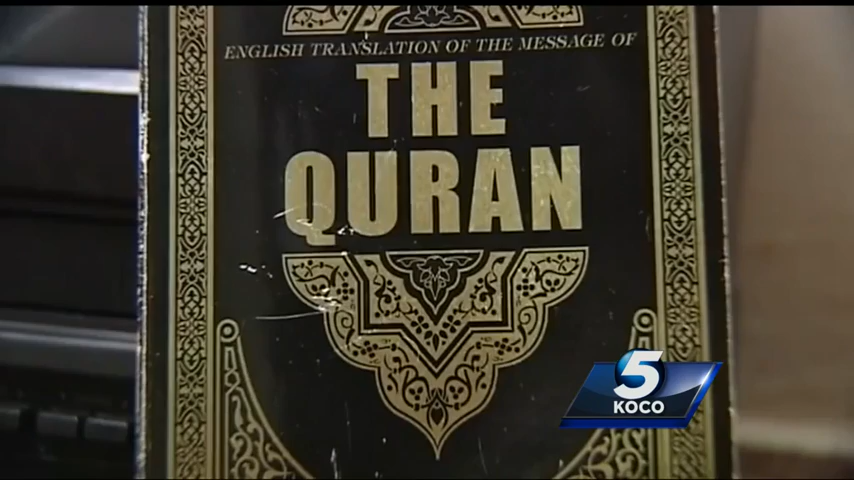 ENGLISH TRANSLATION OF THE MESSAGE OF
THE
QURAN
5
KOCO